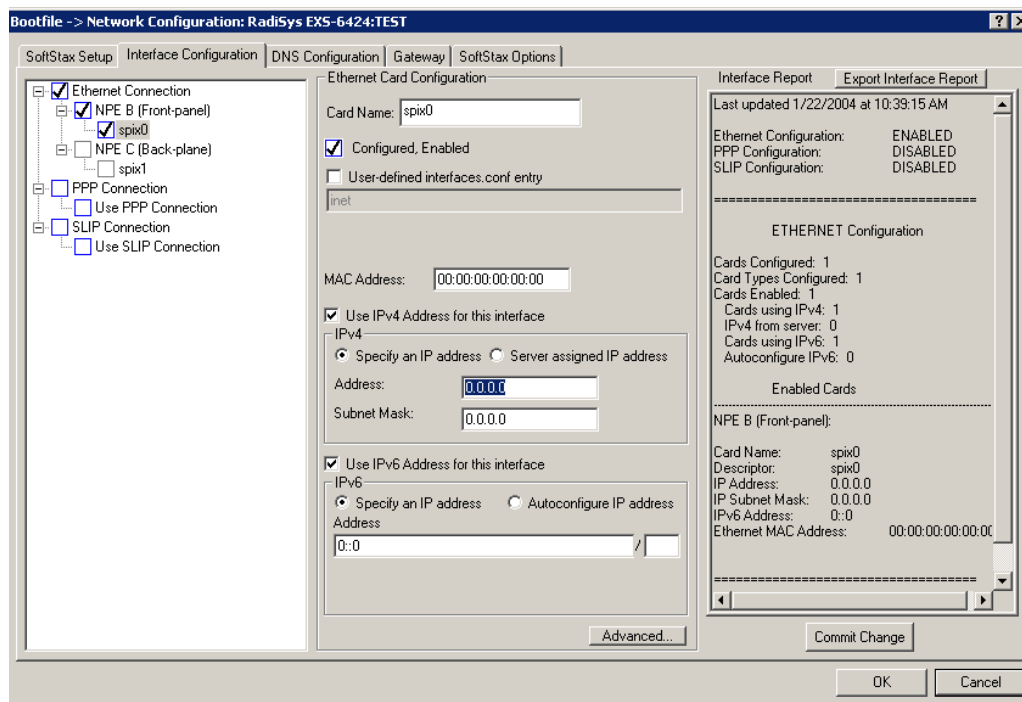 Bootfile -> Network Configuration: RadiSys EXS-6424:TEST
SoftStax Setup
Interface Configuration
DNS Configuration
Gateway
SoftStax Options
Ethernet Connection
NPE B (Front-panel)
spix0
NPE C (Back-plane)
spix1
PPP Connection
Use PPP Connection
SLIP Connection
Use SLIP Connection
Ethernet Card Configuration
Card Name: spix0
Configured, Enabled
User-defined interfaces.conf entry
inet
MAC Address: 00:00:00:00:00:00
Use IPv4 Address for this interface
IPv4
Specify an IP address Server assigned IP address
Address: 0.0.0.0
Subnet Mask: 0.0.0.0
Use IPv6 Address for this interface
IPv6
Specify an IP address Autoconfigure IP address
Address
0::0 /
Advanced...
Interface Report Export Interface Report
Last updated 1/22/2004 at 10:39:15 AM
Ethernet Configuration: ENABLED
PPP Configuration: DISABLED
SLIP Configuration: DISABLED
=====================================
ETHERNET Configuration
Cards Configured: 1
Card Types Configured: 1
Cards Enabled: 1
Cards using IPv4: 1
IPv4 from server: 0
Cards using IPv6: 1
Autoconfigure IPv6: 0
Enabled Cards
NPE B (Front-panel):
Card Name: spix0
Descriptor: spix0
IP Address: 0.0.0.0
IP Subnet Mask: 0.0.0.0
IPv6 Address: 0::0
Ethernet MAC Address: 00:00:00:00:00:0
=====================================
Commit Change
OK Cancel